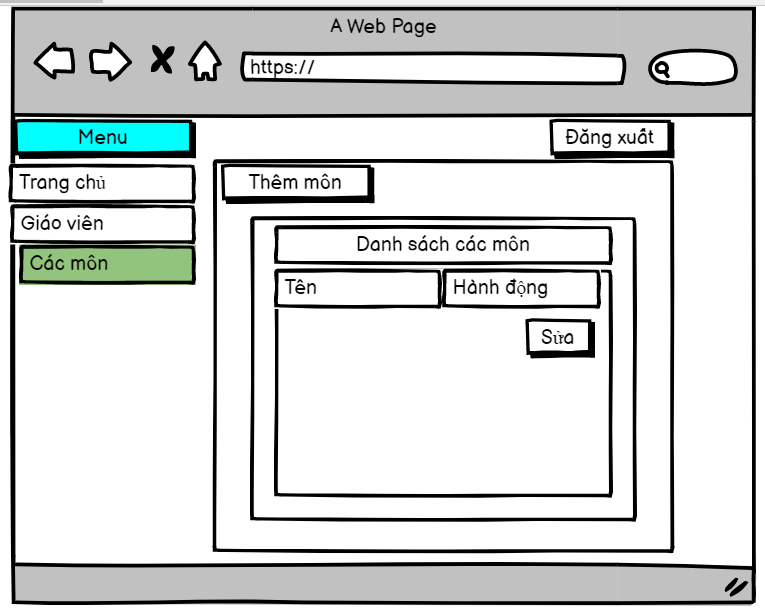 A Web Page
https://
Menu
Đăng xuất
Trang chủ
Thêm môn
Giáo viên
Danh sách các môn
Các môn
Tên
Hành động
Sửa